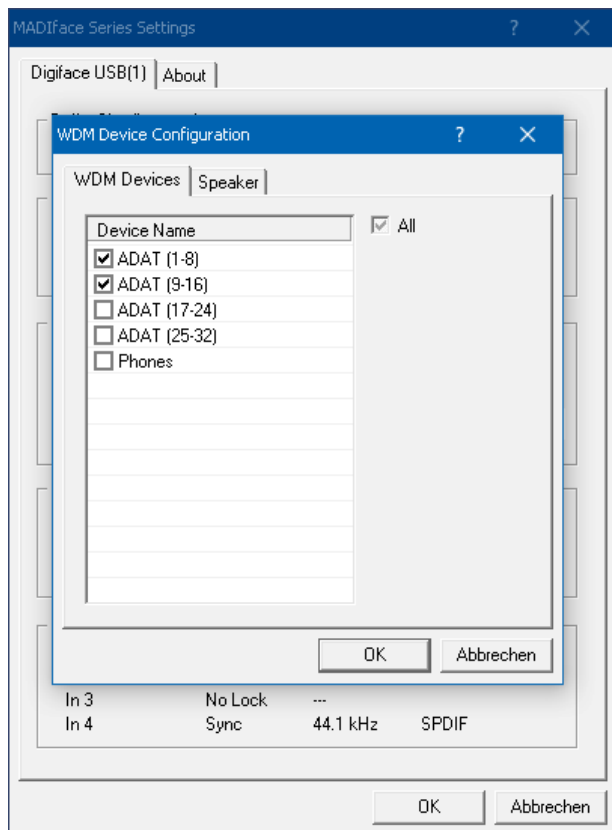 MADIface Series Settings
Digiface USB(1) About
WDM Device Configuration
WDM Devices Speaker
Device Name
All
ADAT (1-8)
ADAT (9-16)
ADAT (17-24)
ADAT (25-32)
Phones
OK Abbrechen
In 3 No Lock ---
In 4 Sync 44.1 kHz SPDIF
OK Abbrechen